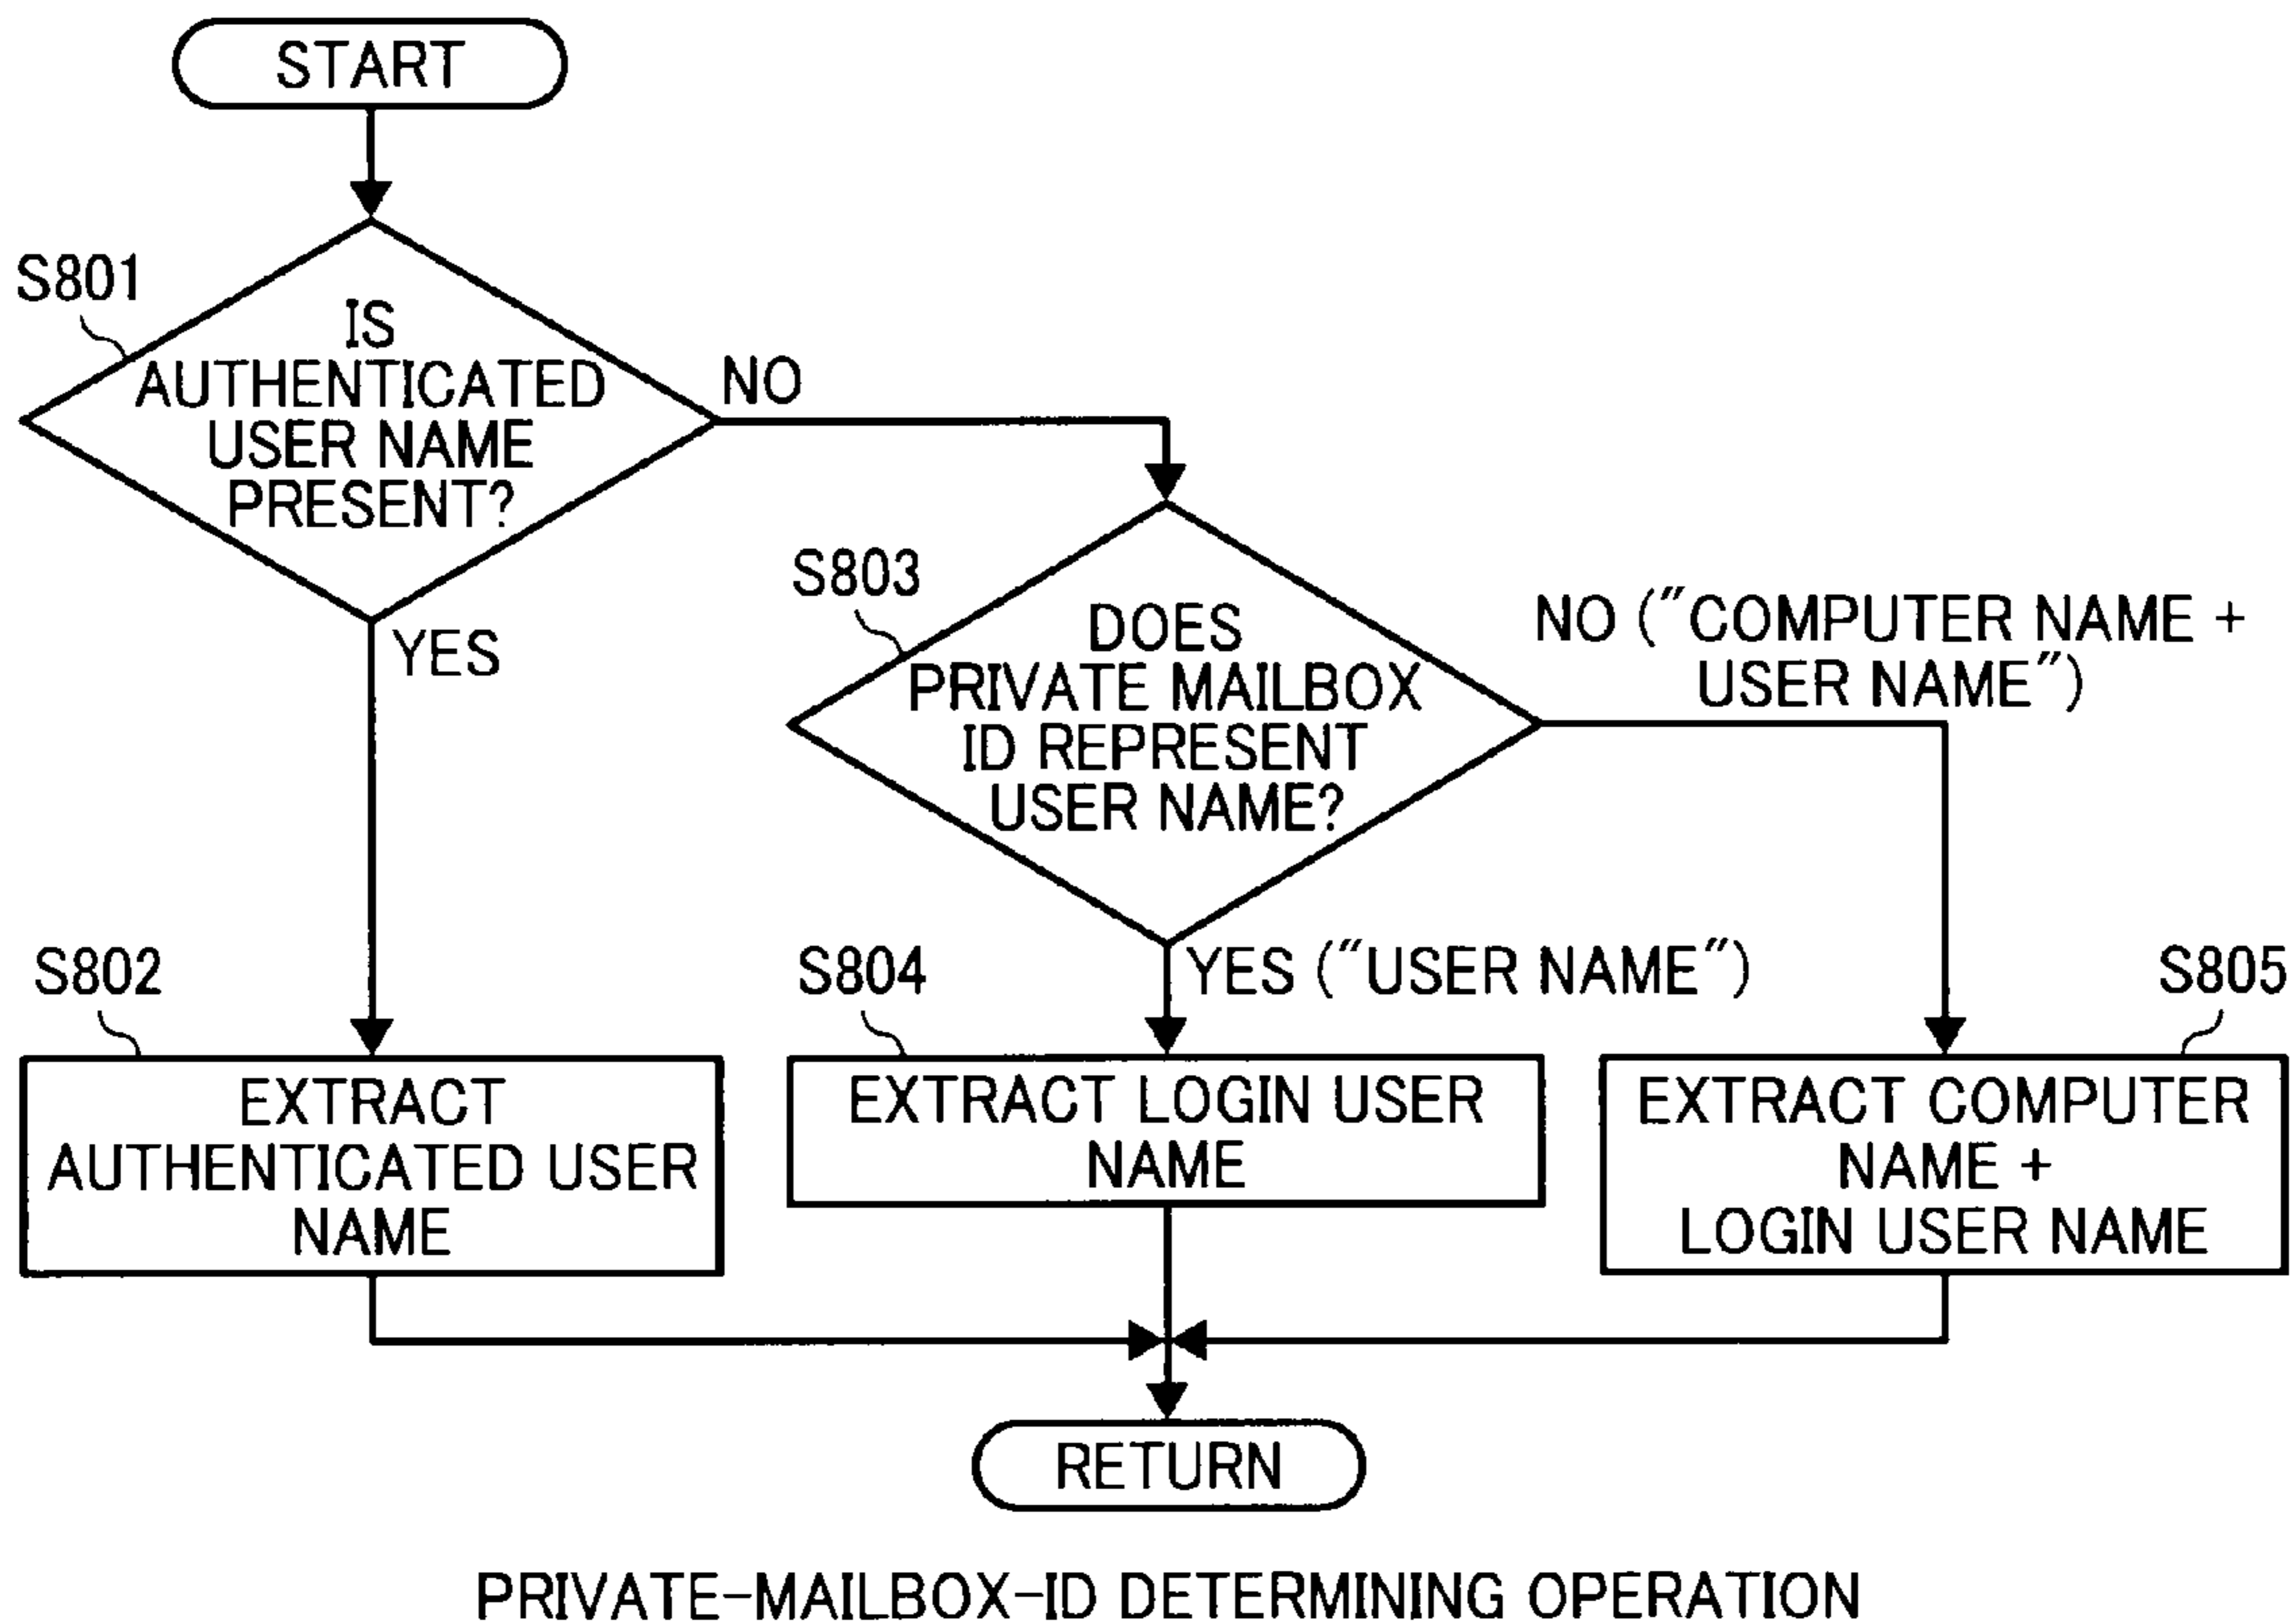 START
S801
IS
AUTHENTICATED
USER NAME
PRESENT?
NO
YES
S803
DOES
PRIVATE MAILBOX
ID REPRESENT
USER NAME?
NO ("COMPUTER NAME +
USER NAME")
YES ("USER NAME")
S802
EXTRACT
AUTHENTICATED USER
NAME
S804
EXTRACT LOGIN USER
NAME
S805
EXTRACT COMPUTER
NAME +
LOGIN USER NAME
RETURN
PRIVATE-MAILBOX-ID DETERMINING OPERATION